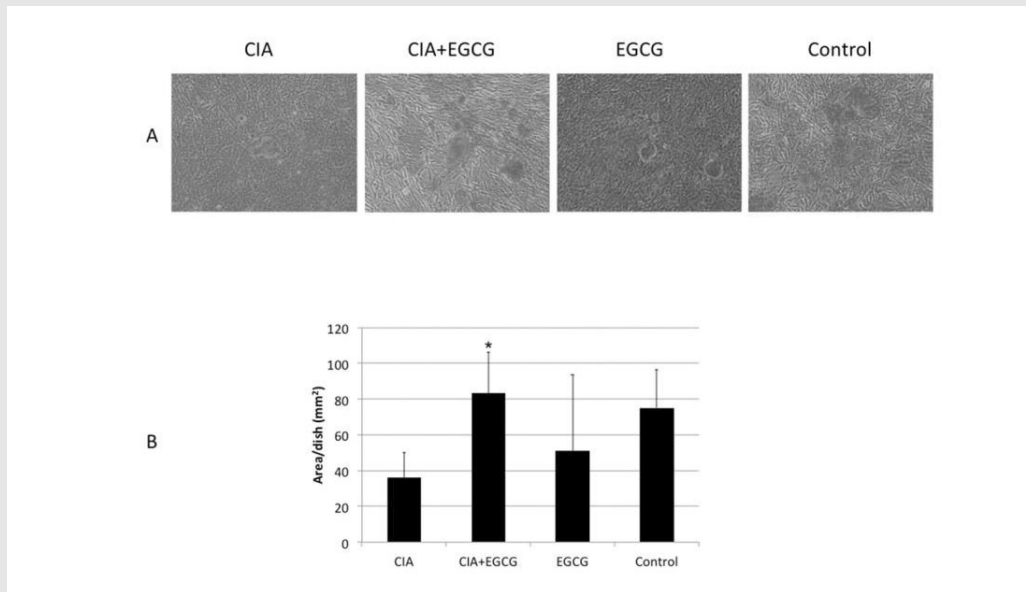 CIA CIA+EGCG EGCG Control
A
B
Area/dish (mm²)
120
100
80
60
40
20
0
*
CIA CIA+EGCG EGCG Control